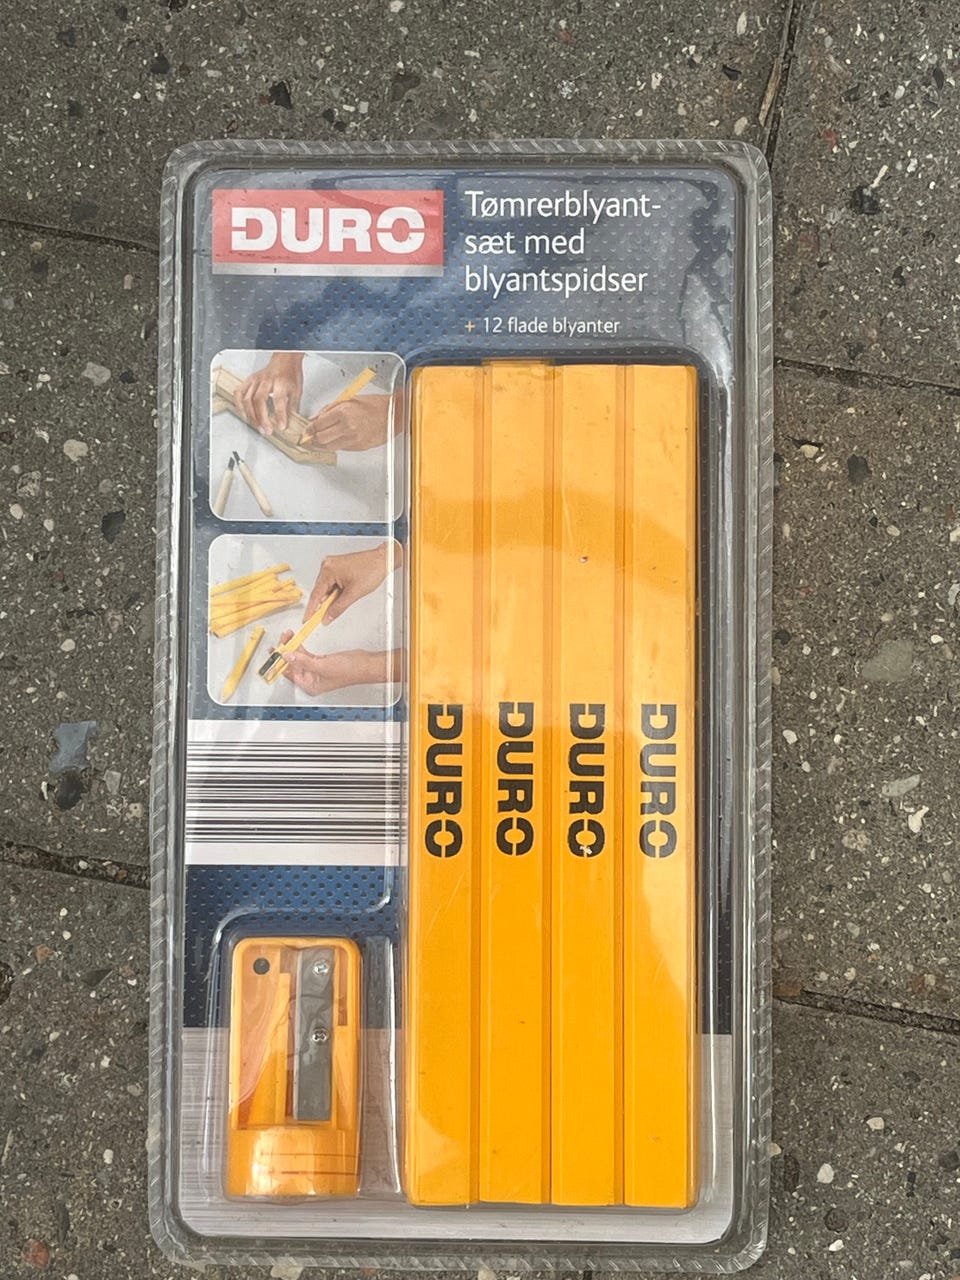 DURO
Tømrerblyant-
sæt med
blyantspidser
+ 12 flade blyanter
DURO
DURO
DURO
DURO